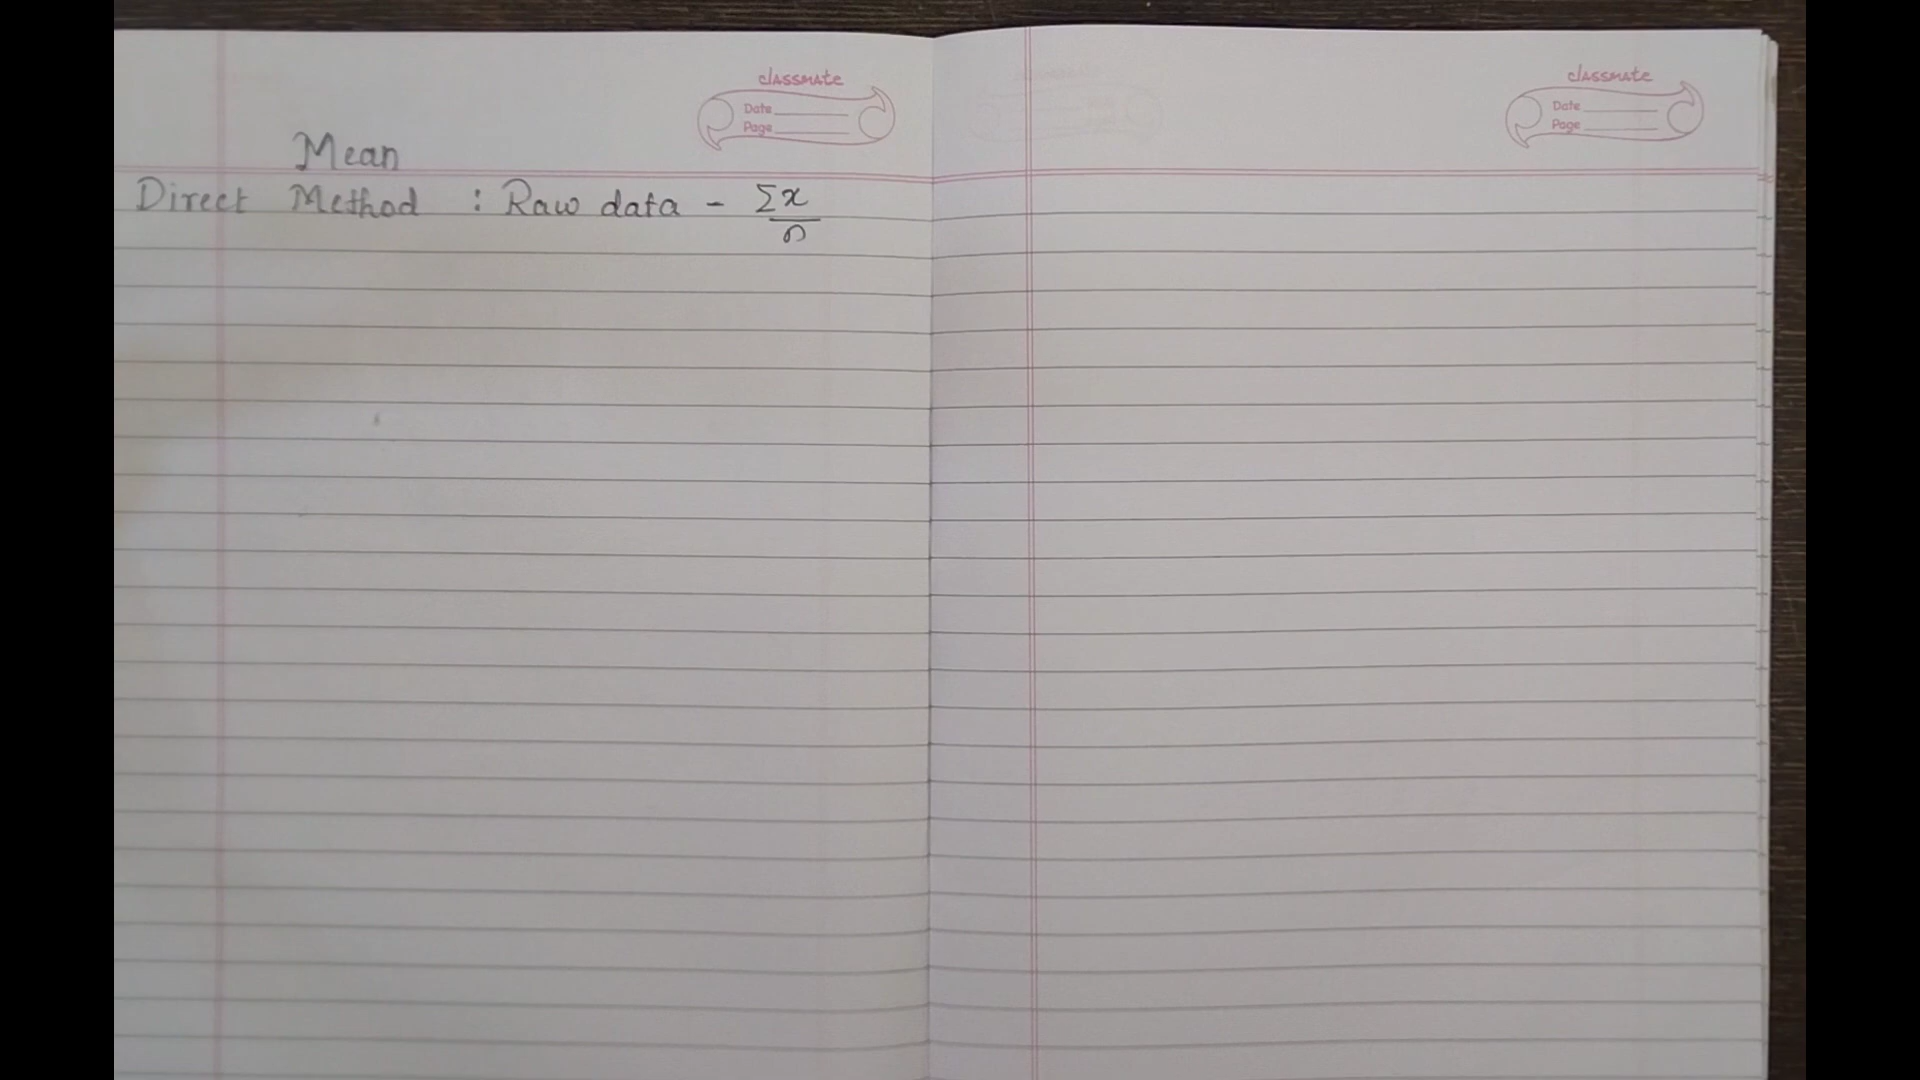 classmate
Date
Page
classmate
Date
Page
Mean
Direct Method : Raw data - Σx
n